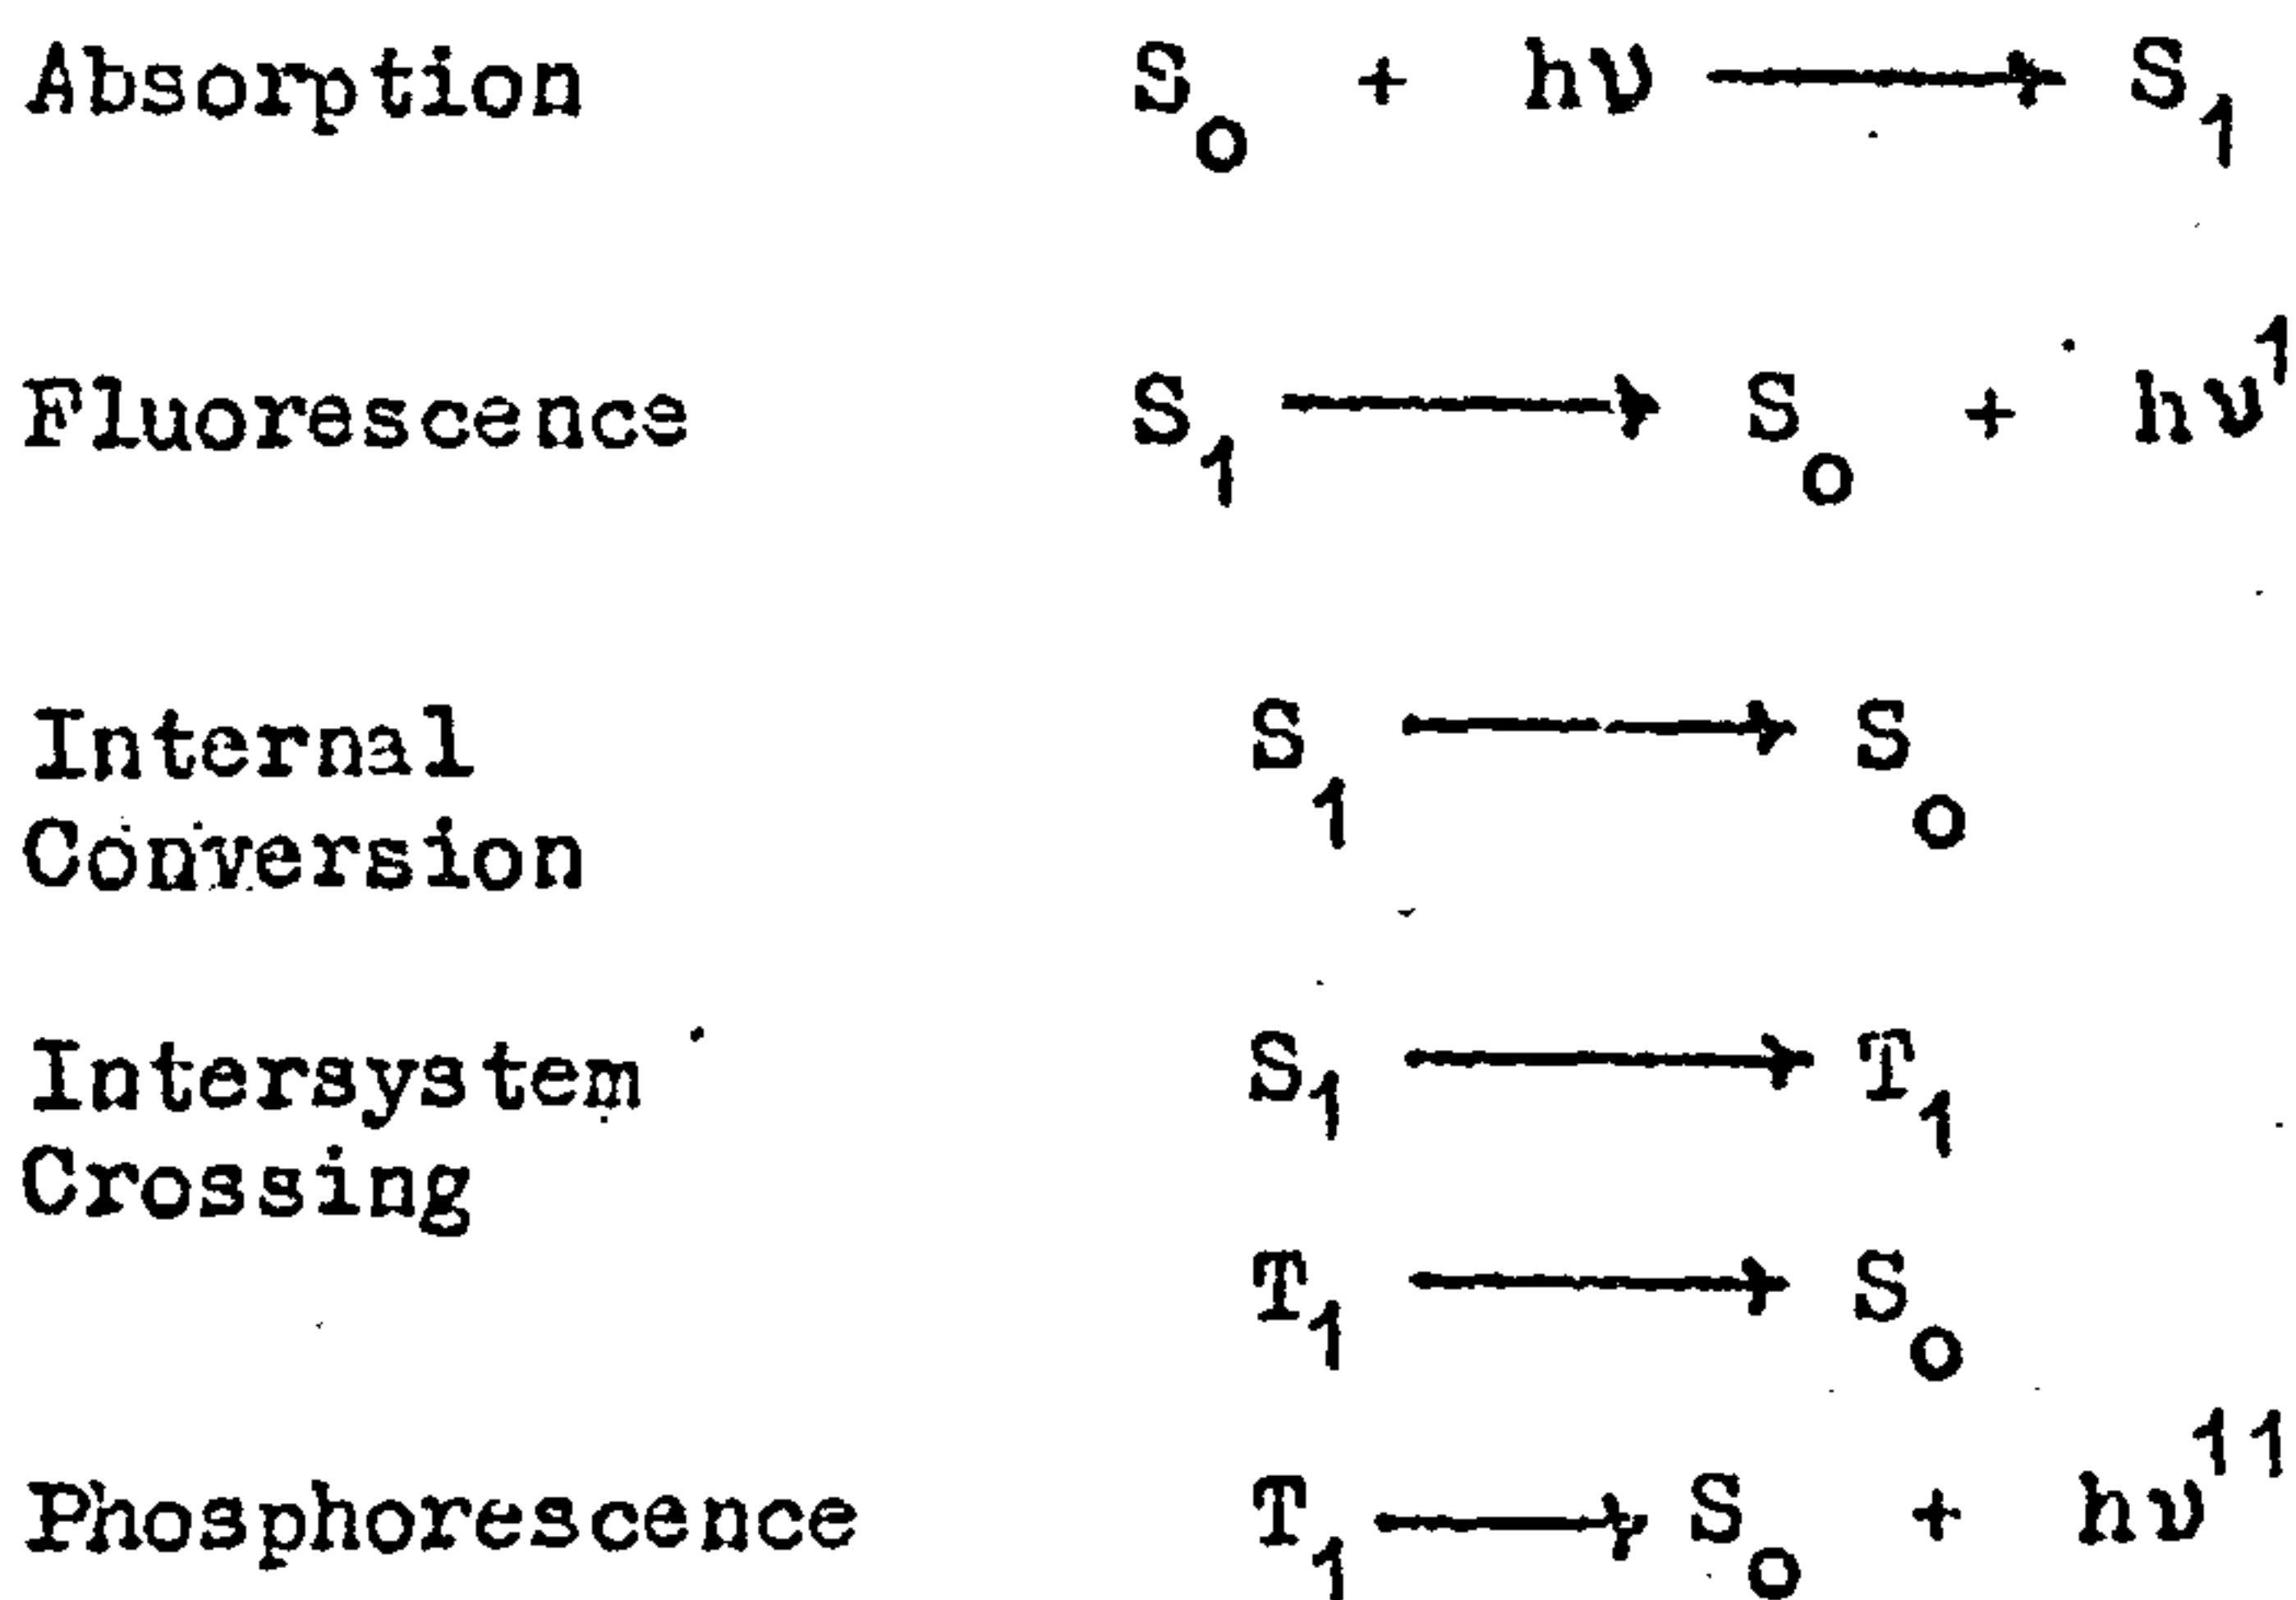 Absorption S₀ + hν ⟶ S₁
Fluorescence S₁ ⟶ S₀ + hν¹
Internal S₁ ⟶ S₀
Conversion
Intersystem S₁ ⟶ T₁
Crossing
T₁ ⟶ S₀
Phosphorescence T₁ ⟶ S₀ + hν¹¹